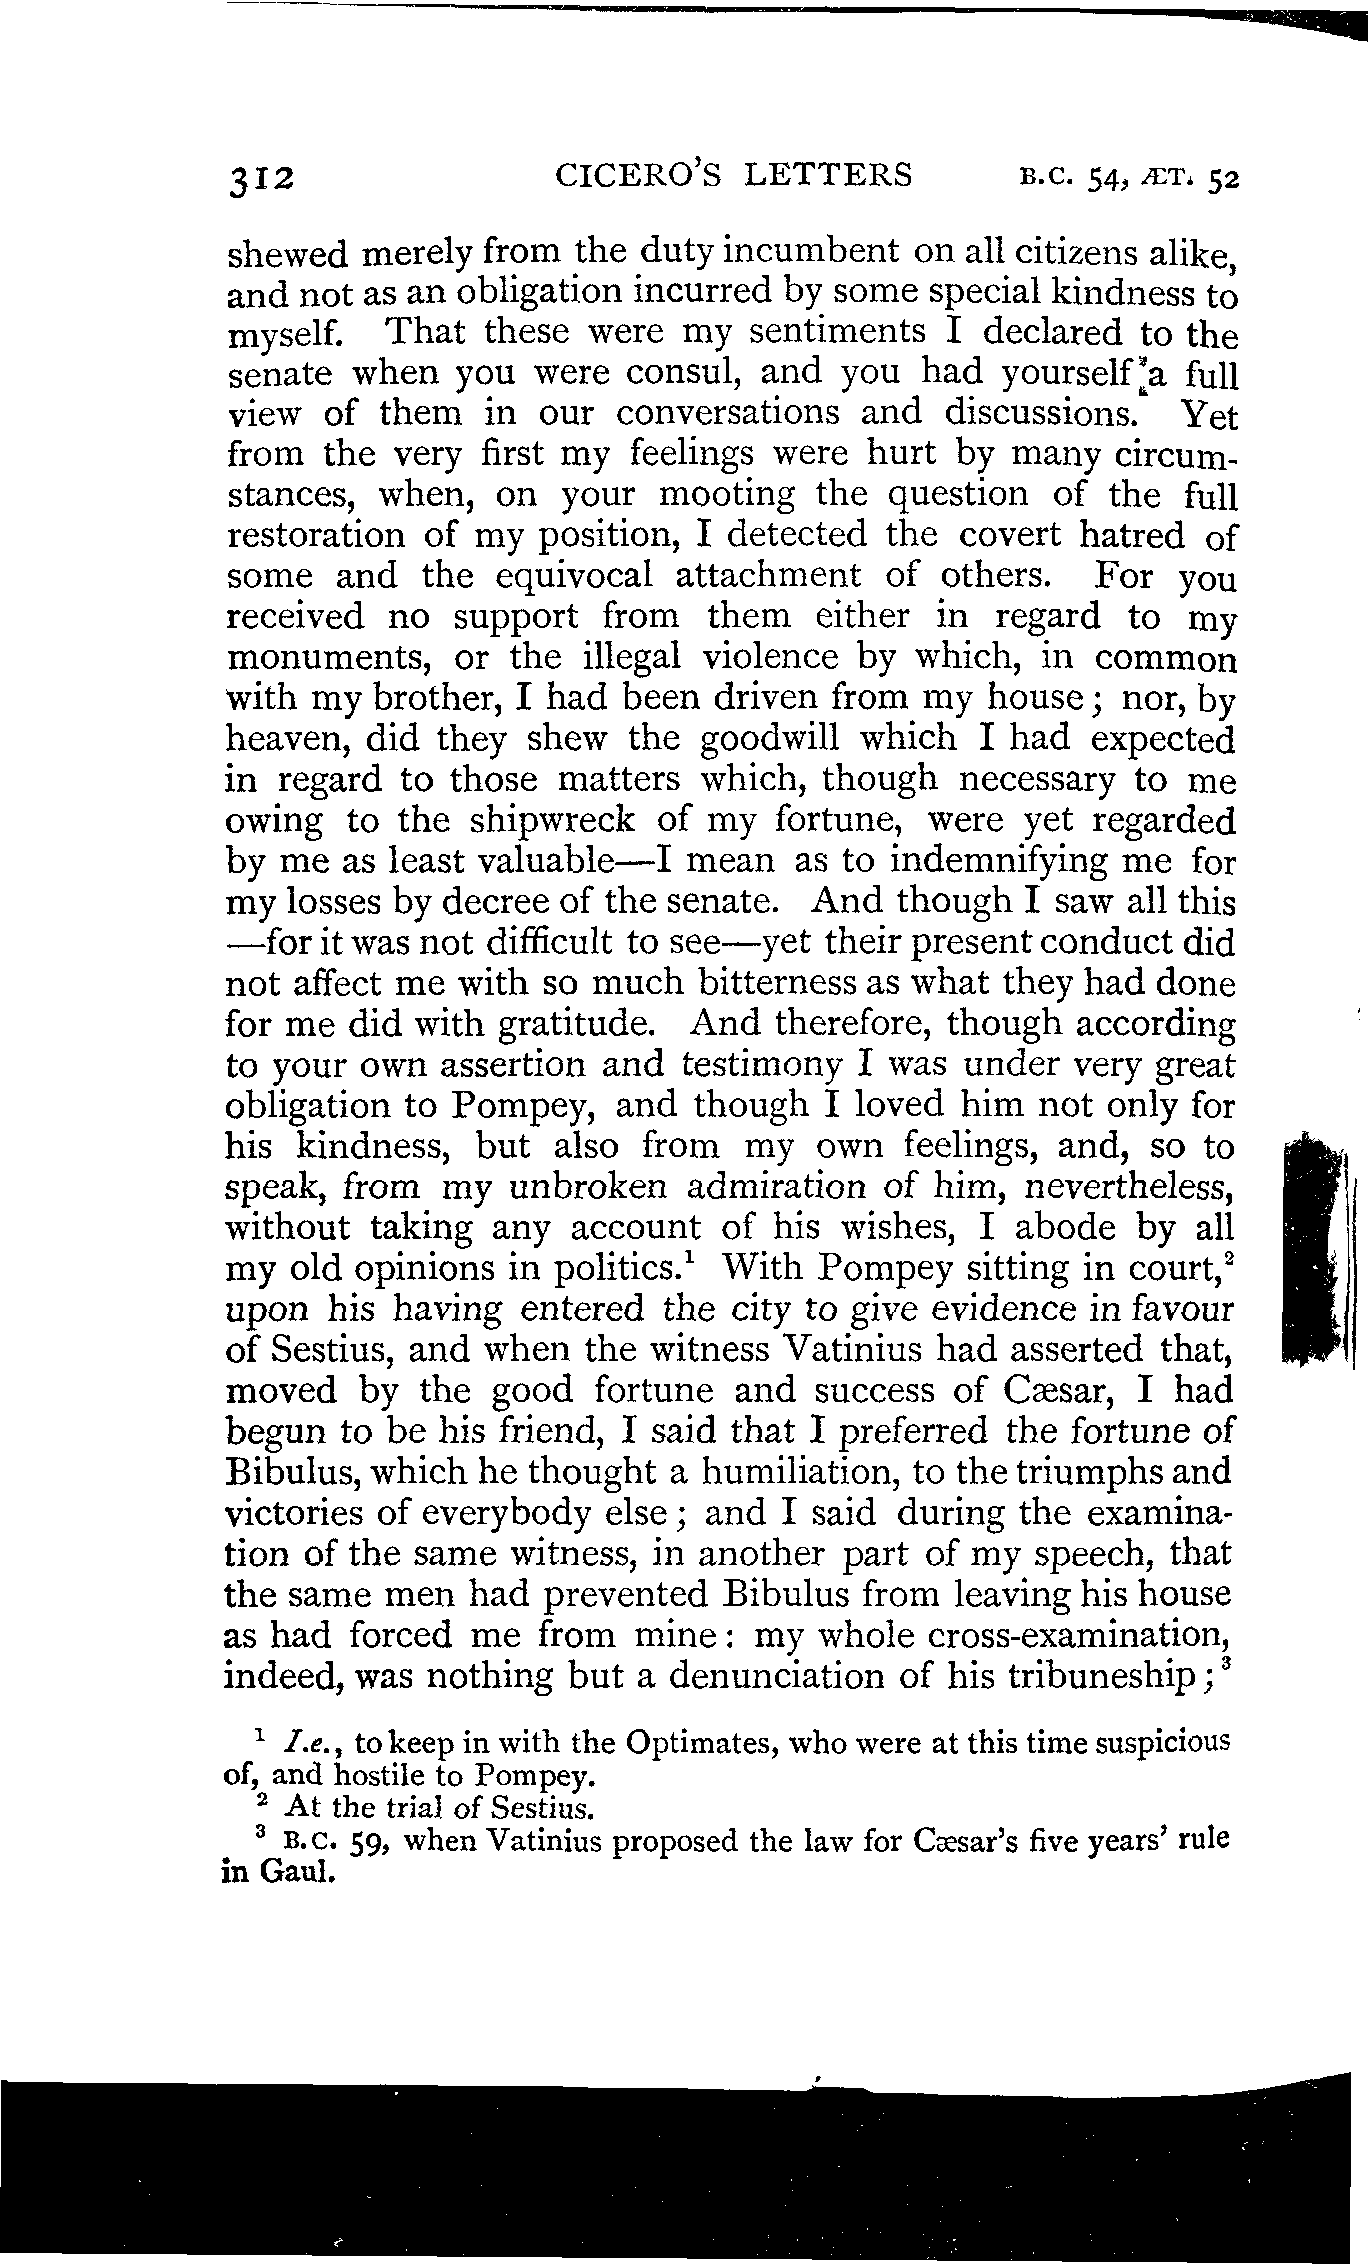 312 CICERO'S LETTERS B.C. 54, ÆT. 52
shewed merely from the duty incumbent on all citizens alike,
and not as an obligation incurred by some special kindness to
myself. That these were my sentiments I declared to the
senate when you were consul, and you had yourself a full
view of them in our conversations and discussions. Yet
from the very first my feelings were hurt by many circum-
stances, when, on your mooting the question of the full
restoration of my position, I detected the covert hatred of
some and the equivocal attachment of others. For you
received no support from them either in regard to my
monuments, or the illegal violence by which, in common
with my brother, I had been driven from my house; nor, by
heaven, did they shew the goodwill which I had expected
in regard to those matters which, though necessary to me
owing to the shipwreck of my fortune, were yet regarded
by me as least valuable—I mean as to indemnifying me for
my losses by decree of the senate. And though I saw all this
—for it was not difficult to see—yet their present conduct did
not affect me with so much bitterness as what they had done
for me did with gratitude. And therefore, though according
to your own assertion and testimony I was under very great
obligation to Pompey, and though I loved him not only for
his kindness, but also from my own feelings, and, so to
speak, from my unbroken admiration of him, nevertheless,
without taking any account of his wishes, I abode by all
my old opinions in politics.¹ With Pompey sitting in court,²
upon his having entered the city to give evidence in favour
of Sestius, and when the witness Vatinius had asserted that,
moved by the good fortune and success of Cæsar, I had
begun to be his friend, I said that I preferred the fortune of
Bibulus, which he thought a humiliation, to the triumphs and
victories of everybody else; and I said during the examina-
tion of the same witness, in another part of my speech, that
the same men had prevented Bibulus from leaving his house
as had forced me from mine: my whole cross-examination,
indeed, was nothing but a denunciation of his tribuneship;³
¹ I.e., to keep in with the Optimates, who were at this time suspicious
of, and hostile to Pompey.
² At the trial of Sestius.
³ B.C. 59, when Vatinius proposed the law for Cæsar's five years' rule
in Gaul.